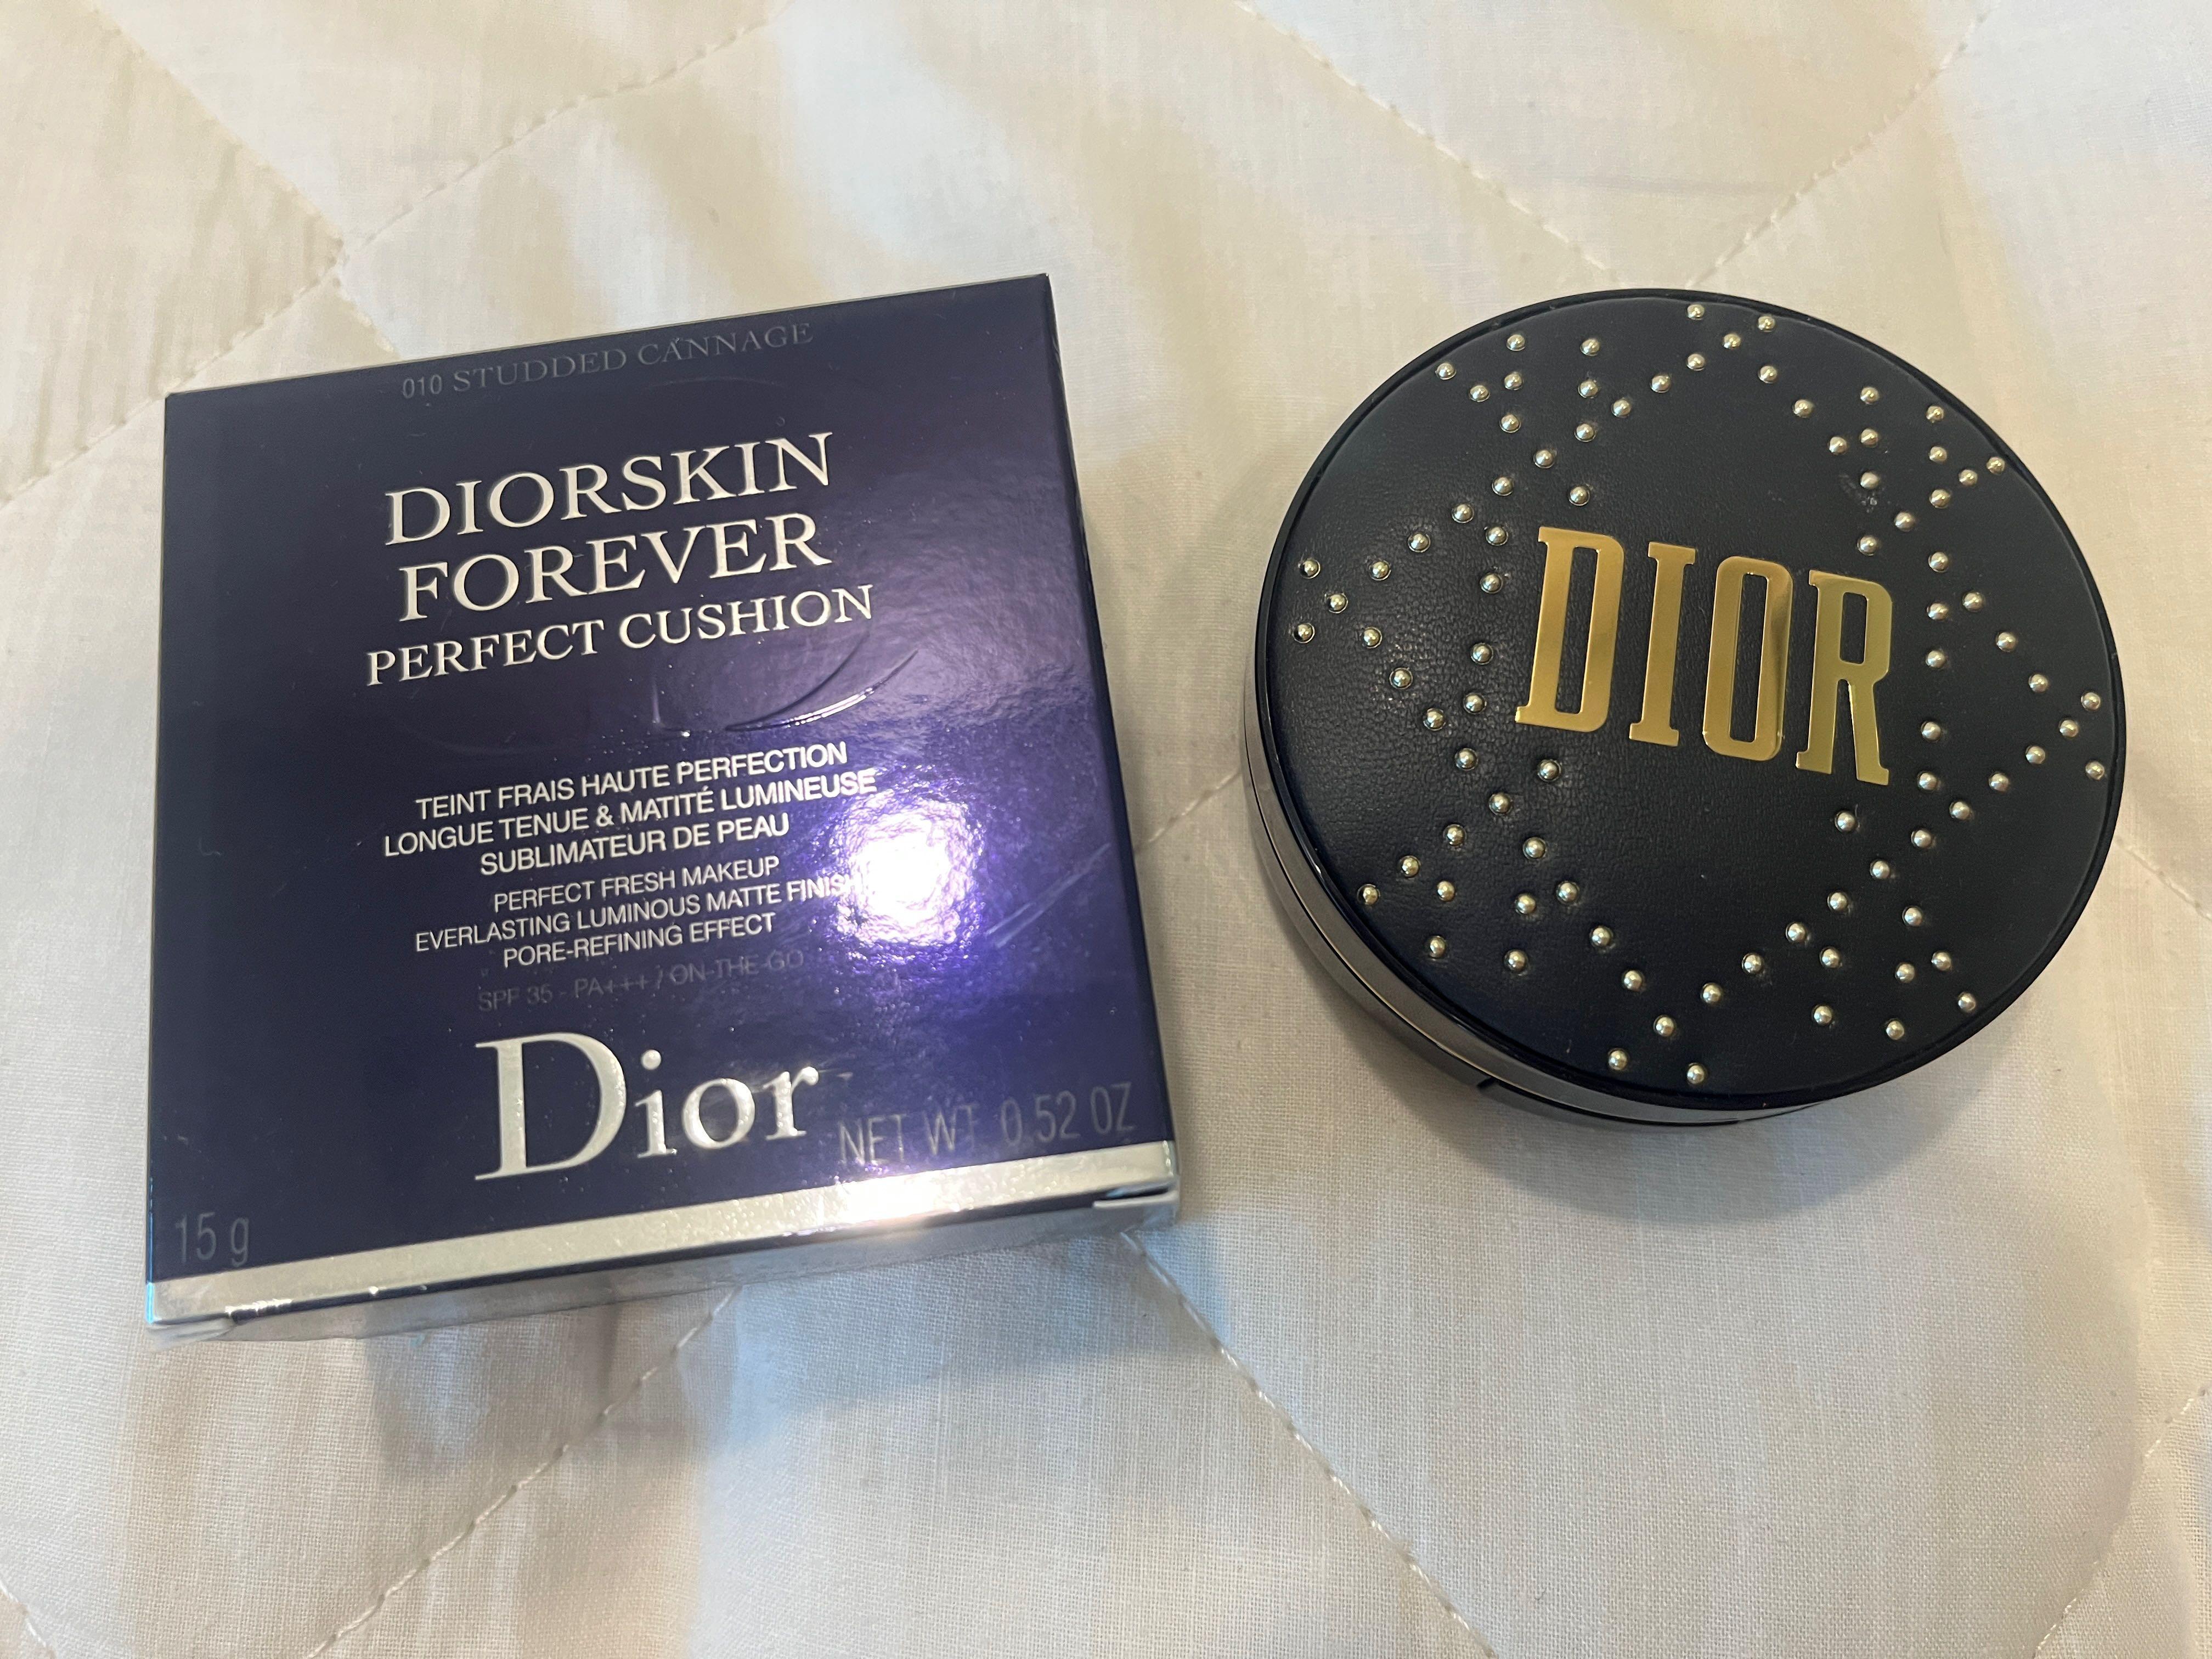 010 STUDDED CANNAGE
DIORSKIN
FOREVER
PERFECT CUSHION
TEINT FRAIS HAUTE PERFECTION
LONGUE TENUE & MATITÉ LUMINEUSE
SUBLIMATEUR DE PEAU
PERFECT FRESH MAKEUP
EVERLASTING LUMINOUS MATTE FINISH
PORE-REFINING EFFECT
SPF 35 - PA+++ / ON-THE-GO
Dior
NET WT 0.52 OZ
15 g
DIOR